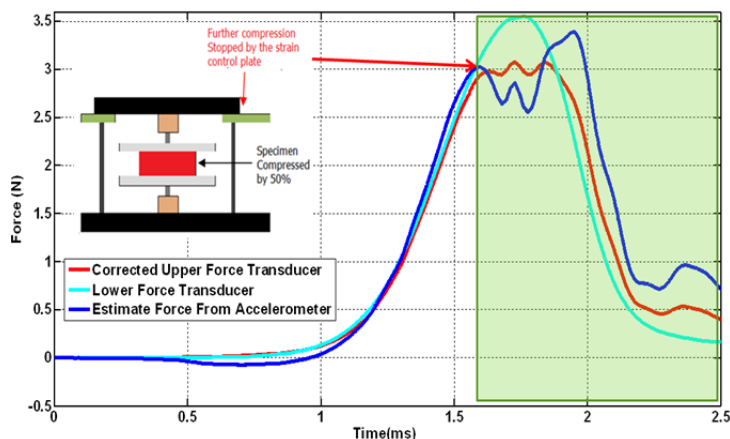 Further compression
Stopped by the strain
control plate
Specimen
Compressed
by 50%
Corrected Upper Force Transducer
Lower Force Transducer
Estimate Force From Accelerometer
Force (N)
3.5
3
2.5
2
1.5
1
0.5
0
-0.5
0
0.5
1
1.5
2
2.5
Time(ms)